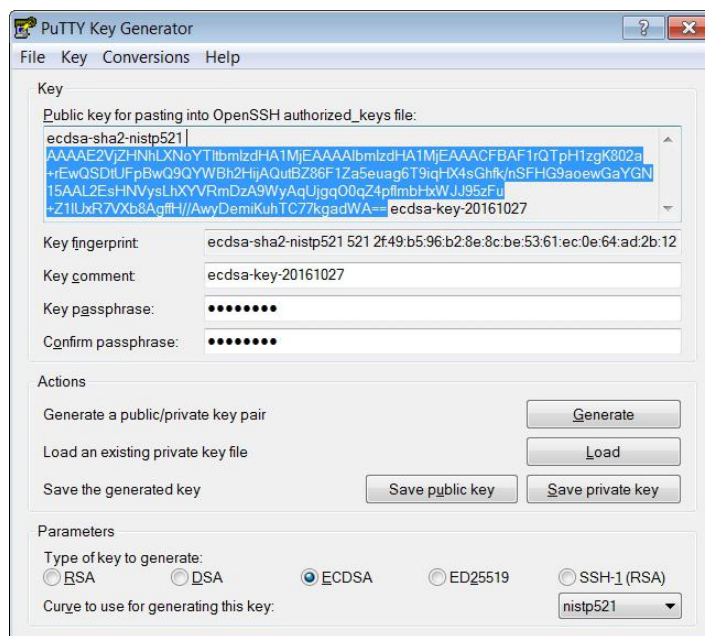 PuTTY Key Generator
File Key Conversions Help
Key
Public key for pasting into OpenSSH authorized_keys file:
ecdsa-sha2-nistp521
AAAAE2VjZHNhLXNoYTItbmlzdHA1MjEAAAAIbmlzdHA1MjEAAACFBAF1rQTpH1zgK802a
+rEwQSDtUFpBwQ9QYWBh2HijAQutBZ86F1Za5euag6T9iqHX4sGhfk/nSFHG9aoewGaYGN
15AAL2EsHNVysLhXYVRmDzA9WyAqUjgqO0qZ4pflmbHxWJJ95zFu
+Z1IUxR7VXb8AgffH//AwyDemiKuhTC77kgadWA== ecdsa-key-20161027
Key fingerprint: ecdsa-sha2-nistp521 521 2f:49:b5:96:b2:8e:8c:be:53:61:ec:0e:64:ad:2b:12
Key comment: ecdsa-key-20161027
Key passphrase: ●●●●●●●●
Confirm passphrase: ●●●●●●●●
Actions
Generate a public/private key pair Generate
Load an existing private key file Load
Save the generated key Save public key Save private key
Parameters
Type of key to generate:
RSA DSA ECDSA ED25519 SSH-1 (RSA)
Curve to use for generating this key: nistp521